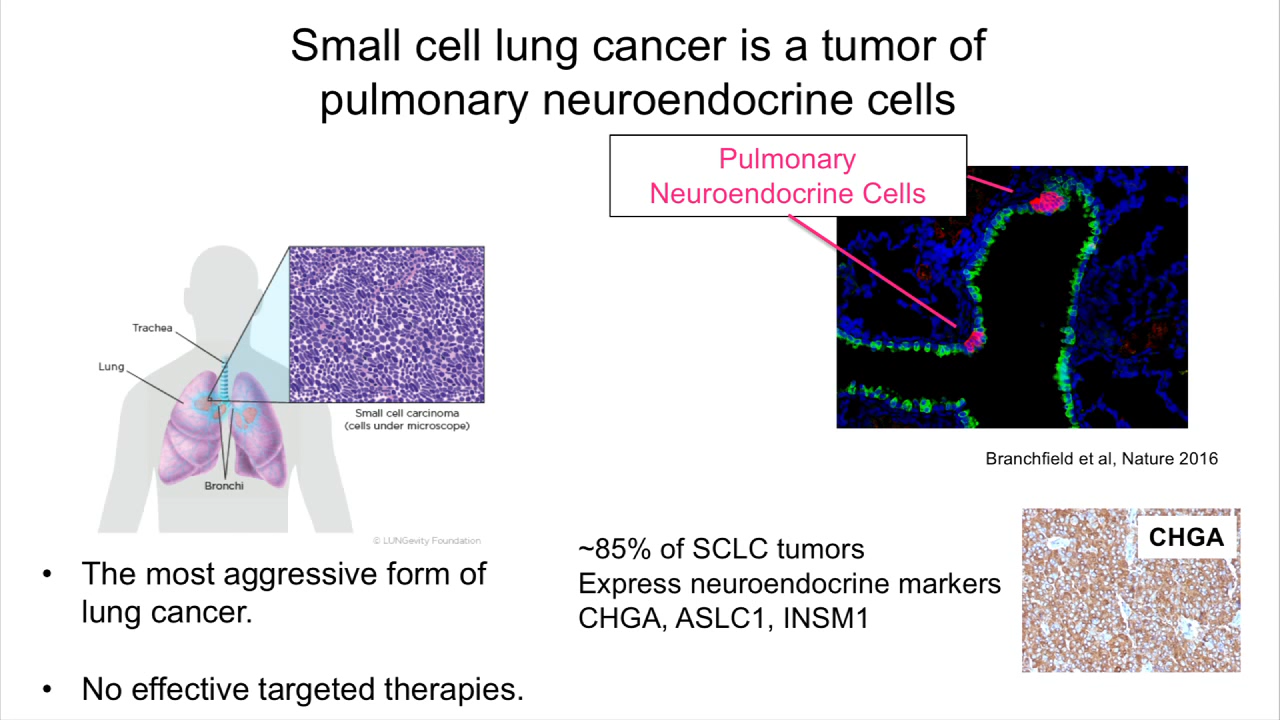 Small cell lung cancer is a tumor of
pulmonary neuroendocrine cells
Pulmonary
Neuroendocrine Cells
Trachea
Lung
Small cell carcinoma
(cells under microscope)
Bronchi
© LUNGevity Foundation
Branchfield et al, Nature 2016
• The most aggressive form of
lung cancer.
• No effective targeted therapies.
~85% of SCLC tumors
Express neuroendocrine markers
CHGA, ASLC1, INSM1
CHGA